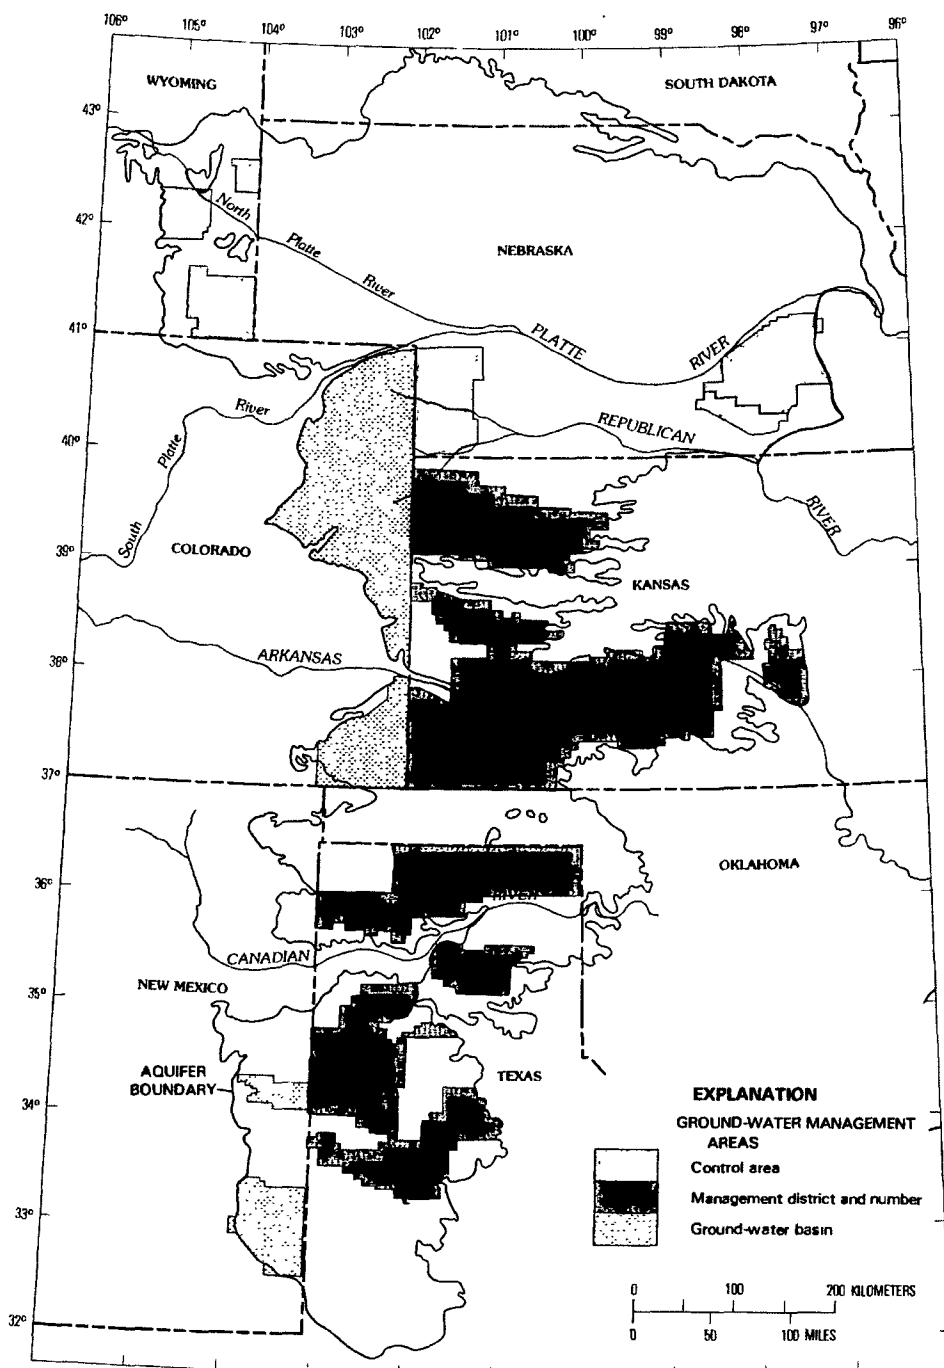 106° 105° 103° 102° 101° 100° 99° 98° 97° 96°
WYOMING
SOUTH DAKOTA
43°
42°
North
Platte
River
NEBRASKA
41°
PLATTE
RIVER
River
REPUBLICAN
40°
Platte
RIVER
South
39°
COLORADO
KANSAS
38°
ARKANSAS
37°
OKLAHOMA
36°
RIVER
CANADIAN
NEW MEXICO
35°
AQUIFER
BOUNDARY
TEXAS
34°
EXPLANATION
GROUND-WATER MANAGEMENT
AREAS
Control area
Management district and number
Ground-water basin
33°
0 100 200 KILOMETERS
0 50 100 MILES
32°